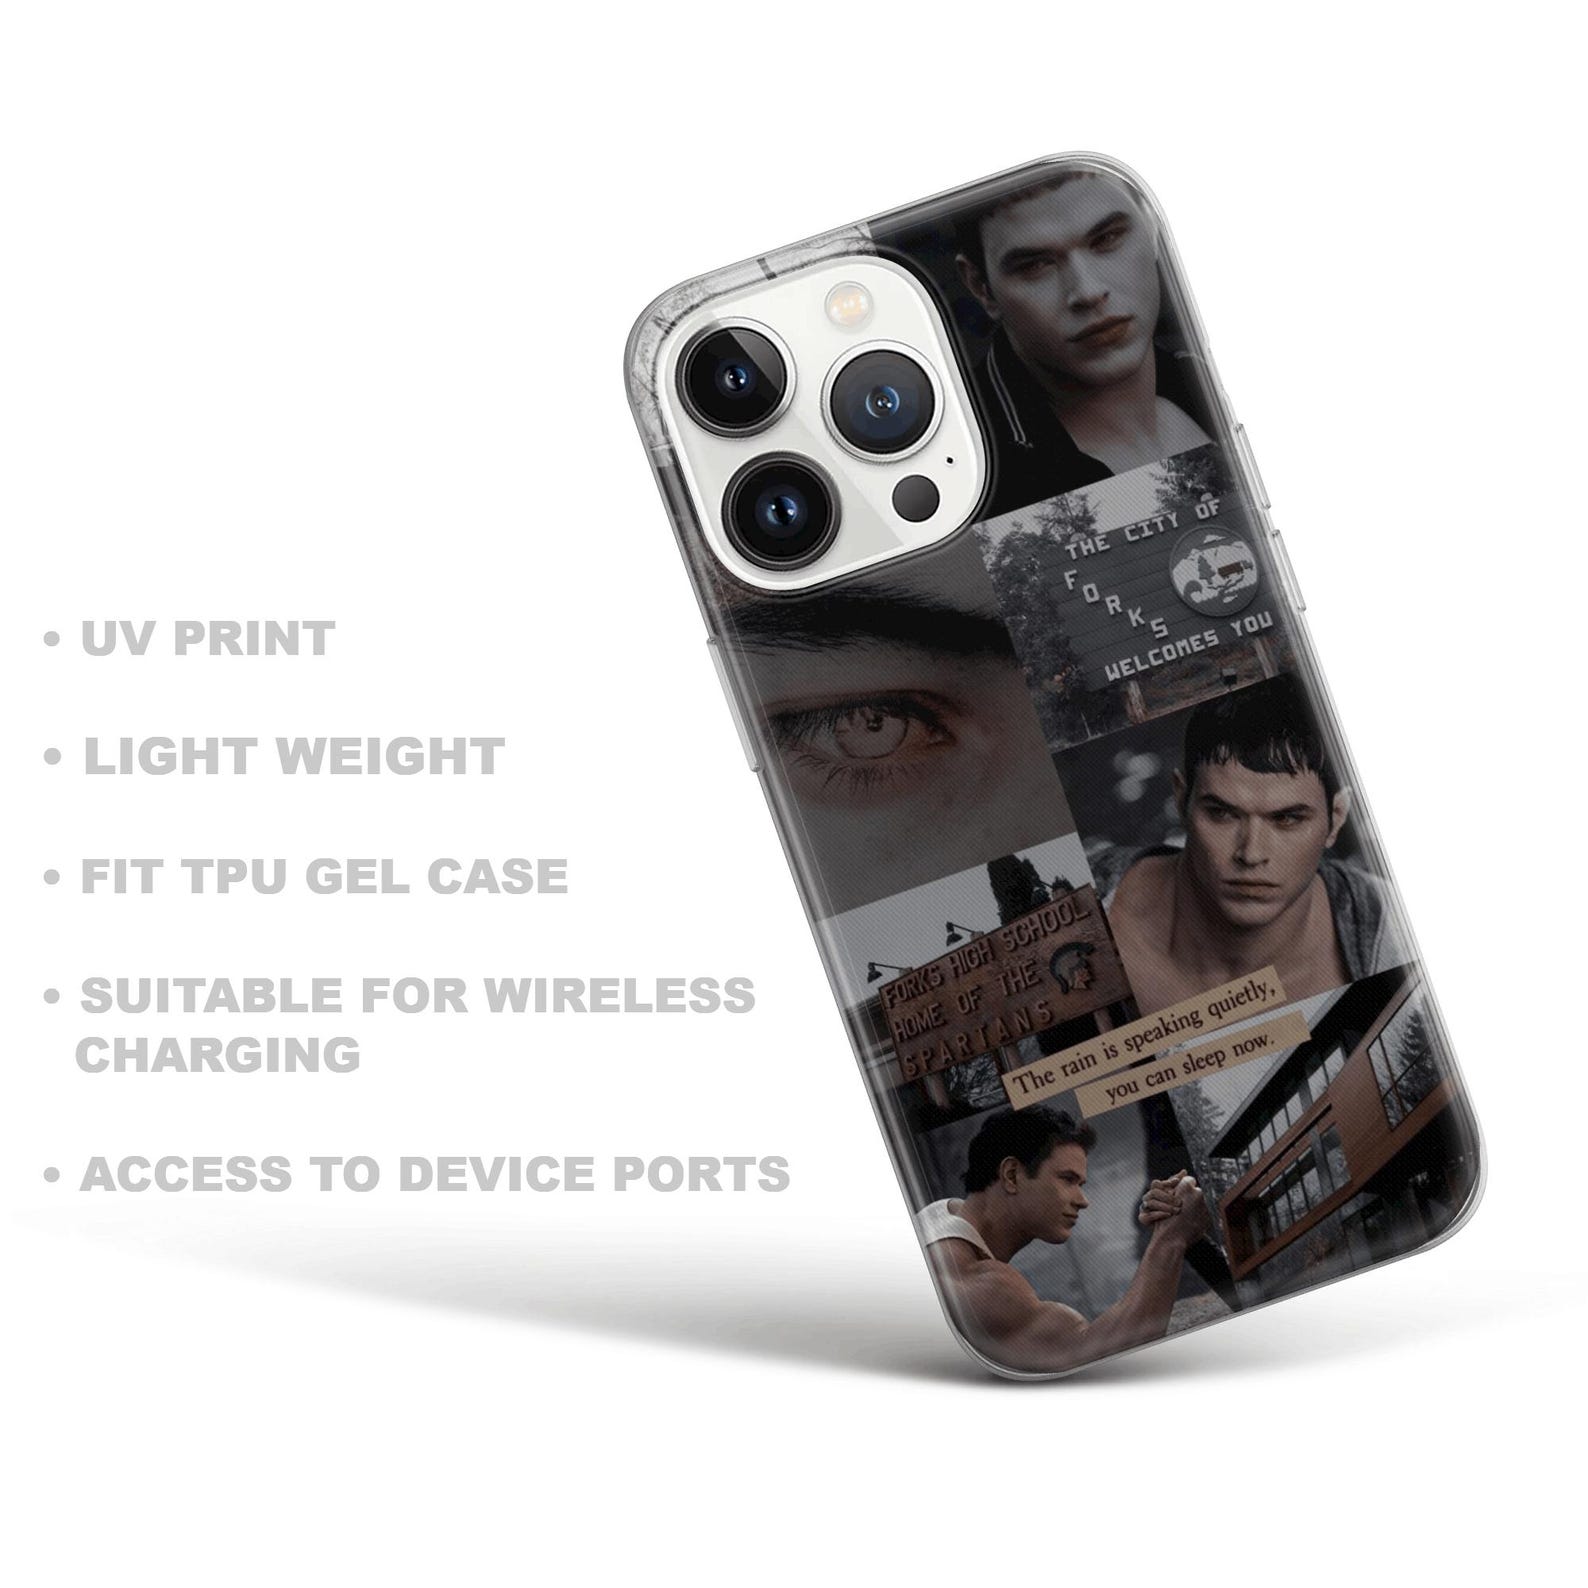 • UV PRINT
• LIGHT WEIGHT
• FIT TPU GEL CASE
• SUITABLE FOR WIRELESS
CHARGING
• ACCESS TO DEVICE PORTS
THE CITY OF
FORKS
WELCOMES YOU
FORKS HIGH SCHOOL
HOME OF THE
SPARTANS
The rain is speaking quietly,
you can sleep now.